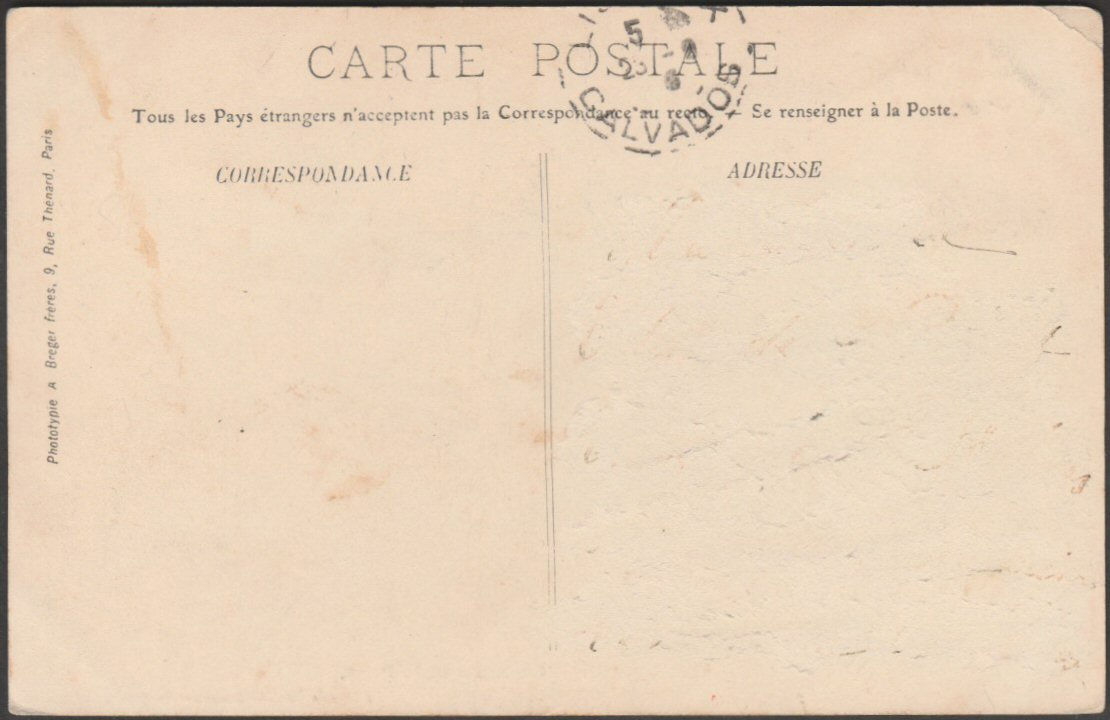 CARTE POSTALE
Tous les Pays étrangers n'acceptent pas la Correspondance au recto — Se renseigner à la Poste.
CORRESPONDANCE
ADRESSE
Phototypie A Breger frères, 9, Rue Thenard, Paris
5
CALVADOS